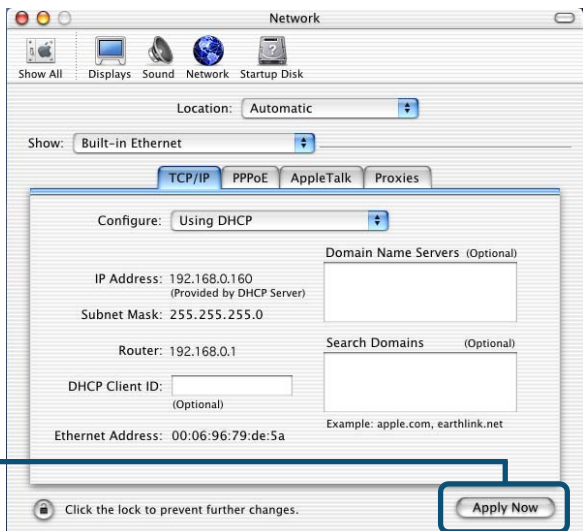 Network
Show All Displays Sound Network Startup Disk
Location: Automatic
Show: Built-in Ethernet
TCP/IP PPPoE AppleTalk Proxies
Configure: Using DHCP
Domain Name Servers (Optional)
IP Address: 192.168.0.160
(Provided by DHCP Server)
Subnet Mask: 255.255.255.0
Search Domains (Optional)
Router: 192.168.0.1
DHCP Client ID:
(Optional)
Example: apple.com, earthlink.net
Ethernet Address: 00:06:96:79:de:5a
Click the lock to prevent further changes.
Apply Now